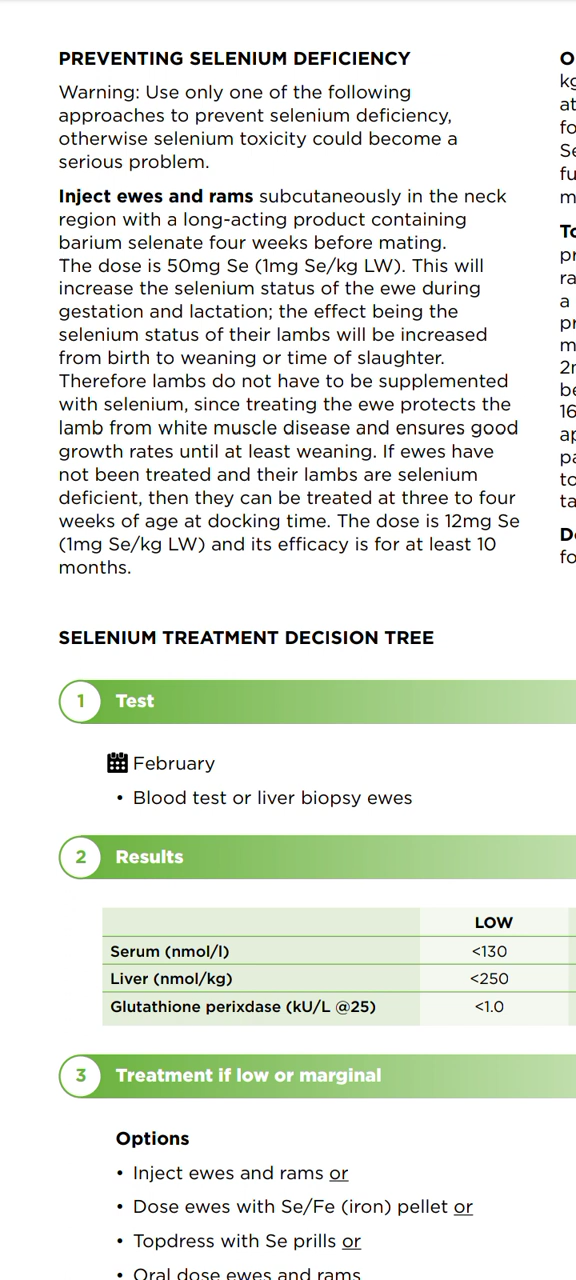 PREVENTING SELENIUM DEFICIENCY
Warning: Use only one of the following
approaches to prevent selenium deficiency,
otherwise selenium toxicity could become a
serious problem.
Inject ewes and rams subcutaneously in the neck
region with a long-acting product containing
barium selenate four weeks before mating.
The dose is 50mg Se (1mg Se/kg LW). This will
increase the selenium status of the ewe during
gestation and lactation; the effect being the
selenium status of their lambs will be increased
from birth to weaning or time of slaughter.
Therefore lambs do not have to be supplemented
with selenium, since treating the ewe protects the
lamb from white muscle disease and ensures good
growth rates until at least weaning. If ewes have
not been treated and their lambs are selenium
deficient, then they can be treated at three to four
weeks of age at docking time. The dose is 12mg Se
(1mg Se/kg LW) and its efficacy is for at least 10
months.
SELENIUM TREATMENT DECISION TREE
1 Test
February
• Blood test or liver biopsy ewes
2 Results
LOW
Serum (nmol/l) <130
Liver (nmol/kg) <250
Glutathione perixdase (kU/L @25) <1.0
3 Treatment if low or marginal
Options
• Inject ewes and rams or
• Dose ewes with Se/Fe (iron) pellet or
• Topdress with Se prills or
• Oral dose ewes and rams